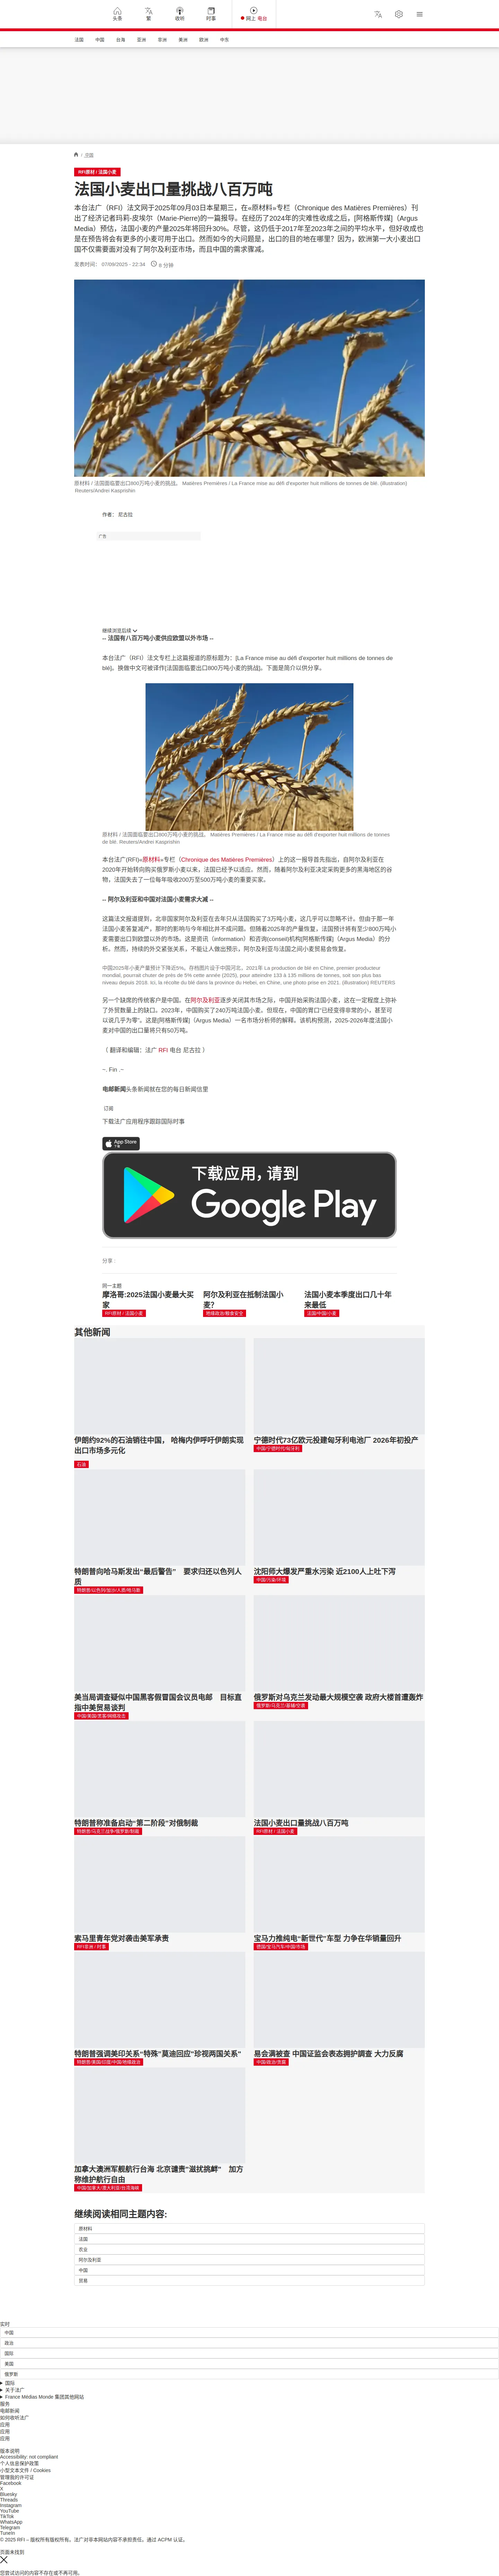 头条
繁
收听
时事
网上 电台
法国
中国
台海
亚洲
非洲
美洲
欧洲
中东
/ 法国
RFI原材 / 法国小麦
法国小麦出口量挑战八百万吨
本台法广（RFI）法文网于2025年09月03日本星期三，在«原材料»专栏（Chronique des Matières Premières）刊
出了经济记者玛莉-皮埃尔（Marie-Pierre)的一篇报导。在经历了2024年的灾难性收成之后，[阿格斯传媒]（Argus
Media）预估，法国小麦的产量2025年将回升30%。尽管，这仍低于2017年至2023年之间的平均水平，但好收成也
是在预告将会有更多的小麦可用于出口。然而如今的大问题是，出口的目的地在哪里？因为，欧洲第一大小麦出口
国不仅需要面对没有了阿尔及利亚市场，而且中国的需求骤减。
发表时间： 07/09/2025 - 22:34
8 分钟
原材料 / 法国面临要出口800万吨小麦的挑战。 Matières Premières / La France mise au défi d'exporter huit millions de tonnes de blé. (illustration)
Reuters/Andrei Kasprishin
作者： 尼古拉
广告
继续浏览后续
-- 法国有八百万吨小麦供应欧盟以外市场 --
本台法广（RFI）法文专栏上这篇报道的原标题为：[La France mise au défi d'exporter huit millions de tonnes de
blé]。换做中文可被译作[法国面临要出口800万吨小麦的挑战]。下面是简介以供分享。
原材料 / 法国面临要出口800万吨小麦的挑战。 Matières Premières / La France mise au défi d'exporter huit millions de tonnes
de blé. Reuters/Andrei Kasprishin
本台法广(RFI)«原材料»专栏（Chronique des Matières Premières）上的这一报导首先指出，自阿尔及利亚在
2020年开始转向购买俄罗斯小麦以来，法国已经予以适应。然而，随着阿尔及利亚决定采购更多的黑海地区的谷
物，法国失去了一位每年吸收200万至500万吨小麦的重要买家。
-- 阿尔及利亚和中国对法国小麦需求大减 --
这篇法文报道提到，北非国家阿尔及利亚在去年只从法国购买了3万吨小麦，这几乎可以忽略不计，但由于那一年
法国小麦答复减产，那时的影响与今年相比并不成问题。但随着2025年的产量恢复，法国预计将有至少800万吨小
麦需要出口到欧盟以外的市场。这是资讯（information）和咨询(conseil)机构[阿格斯传媒]（Argus Media）的分
析。然而，持续的外交紧张关系，不能让人做出预示，阿尔及利亚与法国之间小麦贸易会恢复。
中国2025年小麦产量预计下降近5%。存档图片成于中国河北，2021年 La production de blé en Chine, premier producteur
mondial, pourrait chuter de près de 5% cette année (2025), pour atteindre 133 à 135 millions de tonnes, soit son plus bas
niveau depuis 2018. Ici, la récolte du blé dans la province du Hebei, en Chine, une photo prise en 2021. (illustration) REUTERS
另一个缺席的传统客户是中国。在阿尔及利亚逐步关闭其市场之际，中国开始采购法国小麦，这在一定程度上弥补
了外贸数量上的缺口。2023年，中国购买了240万吨法国小麦。但现在，中国的胃口“已经变得非常的小，甚至可
以说几乎为零”。这是[阿格斯传媒]（Argus Media）一名市场分析师的解释。该机构预测，2025-2026年度法国小
麦对中国的出口量将只有50万吨。
（ 翻译和编辑：法广 RFI 电台 尼古拉 ）
~. Fin .~
电邮新闻头条新闻就在您的每日新闻信里
订阅
下载法广应用程序跟踪国际时事
App Store
下载
下载应用，请到
Google Play
分享 :
同一主题
摩洛哥:2025法国小麦最大买
家
RFI原材 / 法国小麦
阿尔及利亚在抵制法国小
麦?
地缘政治/粮食安全
法国小麦本季度出口几十年
来最低
法国/中国/小麦
其他新闻
伊朗约92%的石油销往中国， 哈梅内伊呼吁伊朗实现
出口市场多元化
石油
宁德时代73亿欧元投建匈牙利电池厂 2026年初投产
中国/宁德时代/匈牙利
特朗普向哈马斯发出“最后警告”　要求归还以色列人
质
特朗普/以色列/加沙/人质/哈马斯
沈阳师大爆发严重水污染 近2100人上吐下泻
中国/污染/环境
美当局调查疑似中国黑客假冒国会议员电邮　目标直
指中美贸易谈判
中国/美国/黑客/网络攻击
俄罗斯对乌克兰发动最大规模空袭 政府大楼首遭轰炸
俄罗斯/乌克兰/基辅/空袭
特朗普称准备启动“第二阶段”对俄制裁
特朗普/乌克兰战争/俄罗斯/制裁
法国小麦出口量挑战八百万吨
RFI原材 / 法国小麦
索马里青年党对袭击美军承责
RFI非洲 / 时事
宝马力推纯电“新世代”车型 力争在华销量回升
德国/宝马汽车/中国/市场
特朗普强调美印关系“特殊”莫迪回应“珍视两国关系”
特朗普/美国/印度/中国/地缘政治
易会满被查 中国证监会表态拥护調查 大力反腐
中国/政治/贪腐
加拿大澳洲军舰航行台海 北京谴责“滋扰挑衅”　加方
称维护航行自由
中国/加拿大/澳大利亚/台湾海峡
继续阅读相同主题内容:
原材料
法国
农业
阿尔及利亚
中国
贸易
实时
中国
政治
国际
美国
俄罗斯
国际
关于法广
France Médias Monde 集团其他网站
服务
电邮新闻
如何收听法广
应用
应用
应用
版本说明
Accessibility: not compliant
个人信息保护政策
小型文本文件 / Cookies
管理我的许可证
Facebook
X
Bluesky
Threads
Instagram
YouTube
TikTok
WhatsApp
Telegram
TuneIn
© 2025 RFI – 版权所有版权所有。法广对非本网站内容不承担责任。通过 ACPM 认证。
页面未找到
您尝试访问的内容不存在或不再可用。